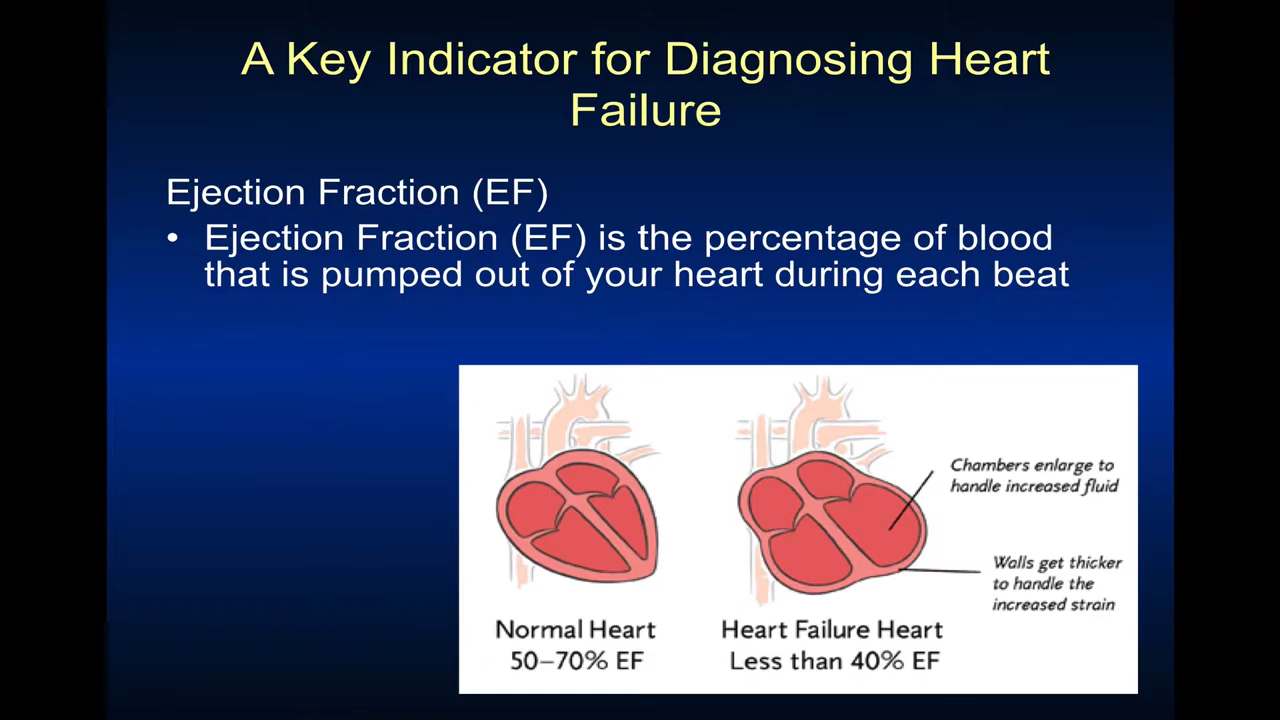 A Key Indicator for Diagnosing Heart
Failure
Ejection Fraction (EF)
• Ejection Fraction (EF) is the percentage of blood
that is pumped out of your heart during each beat
Chambers enlarge to
handle increased fluid
Walls get thicker
to handle the
increased strain
Normal Heart
50–70% EF
Heart Failure Heart
Less than 40% EF